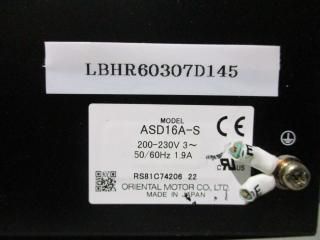 LBHR60307D145
MODEL
ASD16A-S
CE
200-230V 3~
50/60Hz 1.9A
RS81C74206 22
ORIENTAL MOTOR CO., LTD.
MADE IN JAPAN
E